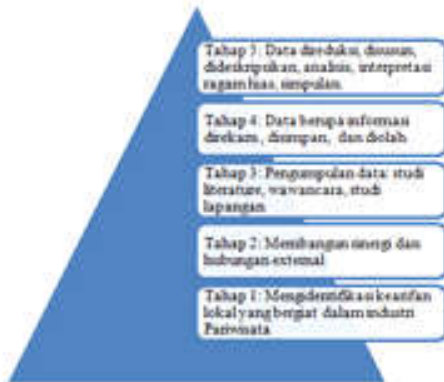 Tahap 5: Data direduksi, disusun,
dideskripsikan, analisis, interpretasi
ragam hias, simpulan
Tahap 4: Data berupa informasi
direkam, disimpan, dan diolah
Tahap 3: Pengumpulan data: studi
literature, wawancara, studi
lapangan
Tahap 2: Membangun sinergi dan
hubungan external
Tahap 1: Mengidentifikasi kearifan
lokal yang bergiat dalam industri
Pariwisata